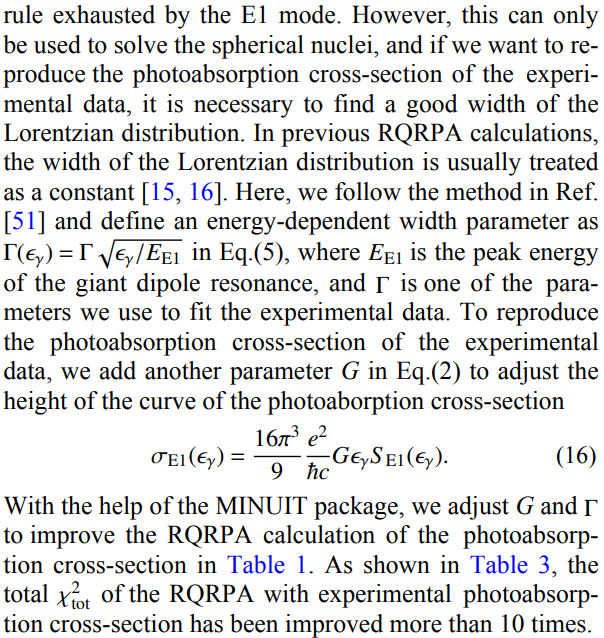 rule exhausted by the E1 mode. However, this can only
be used to solve the spherical nuclei, and if we want to re-
produce the photoabsorption cross-section of the experi-
mental data, it is necessary to find a good width of the
Lorentzian distribution. In previous RQRPA calculations,
the width of the Lorentzian distribution is usually treated
as a constant [15, 16]. Here, we follow the method in Ref.
[51] and define an energy-dependent width parameter as
Γ(ϵγ) = Γ √(ϵγ/E_E1) in Eq.(5), where E_E1 is the peak energy
of the giant dipole resonance, and Γ is one of the para-
meters we use to fit the experimental data. To reproduce
the photoabsorption cross-section of the experimental
data, we add another parameter G in Eq.(2) to adjust the
height of the curve of the photoaborption cross-section
σ_E1(ϵγ) = (16π³/9) (e²/ħc) GϵγS_E1(ϵγ). (16)
With the help of the MINUIT package, we adjust G and Γ
to improve the RQRPA calculation of the photoabsorp-
tion cross-section in Table 1. As shown in Table 3, the
total χ²_tot of the RQRPA with experimental photoabsorp-
tion cross-section has been improved more than 10 times.